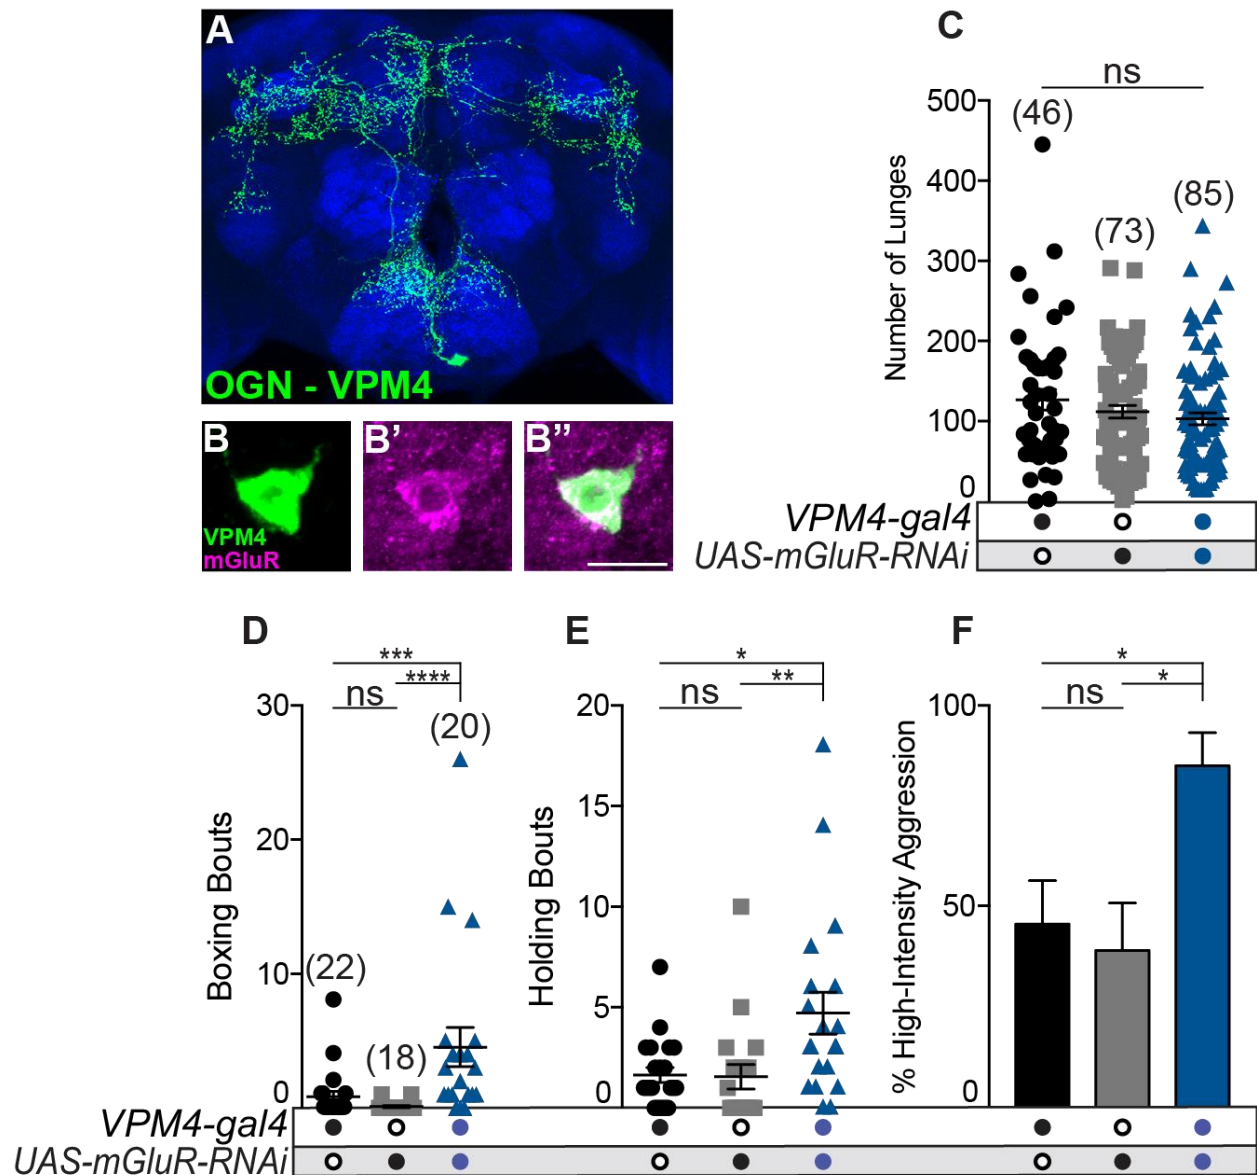 A
OGN - VPM4
B
VPM4
mGluR
B'
B"
C
ns
Number of Lunges
500
400
300
200
100
0
(46)
(73)
(85)
VPM4-gal4
UAS-mGluR-RNAi
D
***
****
ns
Boxing Bouts
30
20
10
0
(22)
(18)
(20)
E
*
**
ns
Holding Bouts
20
15
10
5
0
F
*
*
ns
% High-Intensity Aggression
100
50
0
VPM4-gal4
UAS-mGluR-RNAi